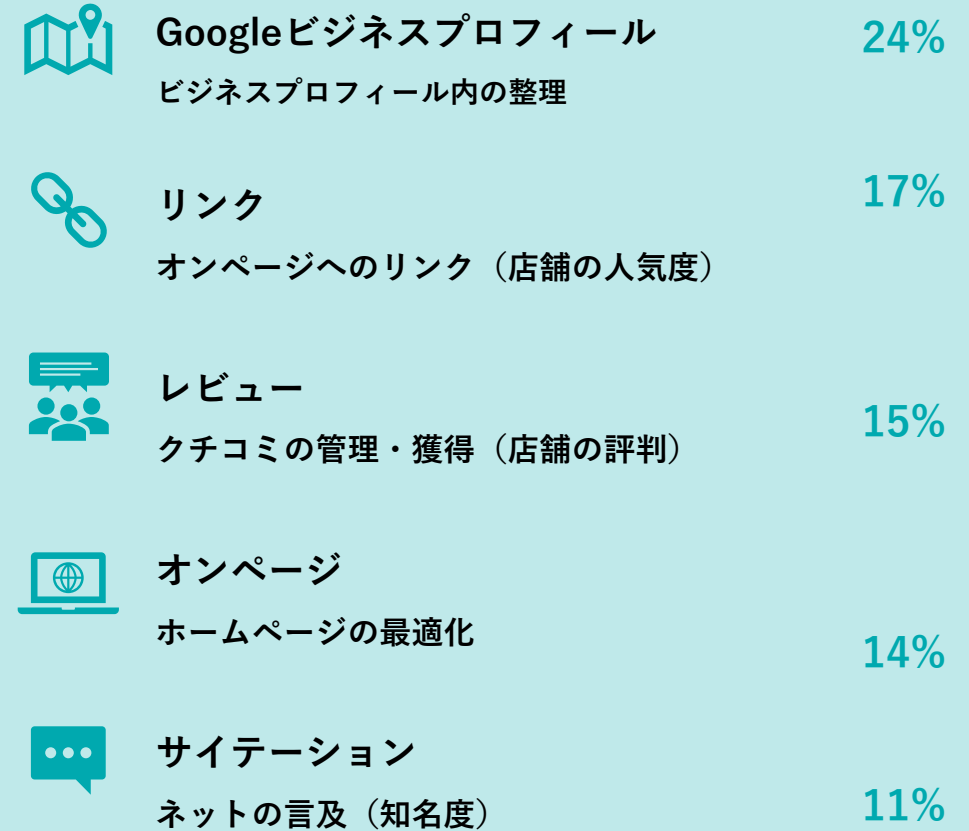 Googleビジネスプロフィール
24%
ビジネスプロフィール内の整理
リンク
17%
オンページへのリンク（店舗の人気度）
レビュー
15%
クチコミの管理・獲得（店舗の評判）
オンページ
ホームページの最適化
14%
サイテーション
ネットの言及（知名度）
11%